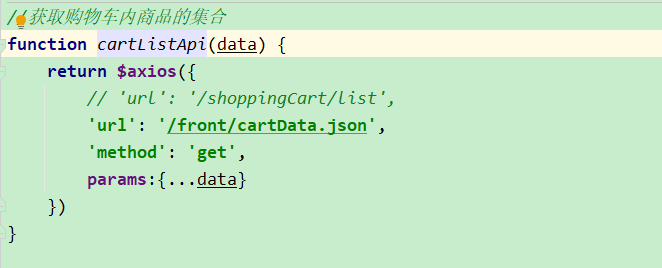 //获取购物车内商品的集合
function cartListApi(data) {
    return $axios({
        // 'url': '/shoppingCart/list',
        'url': '/front/cartData.json',
        'method': 'get',
        params:{...data}
    })
}